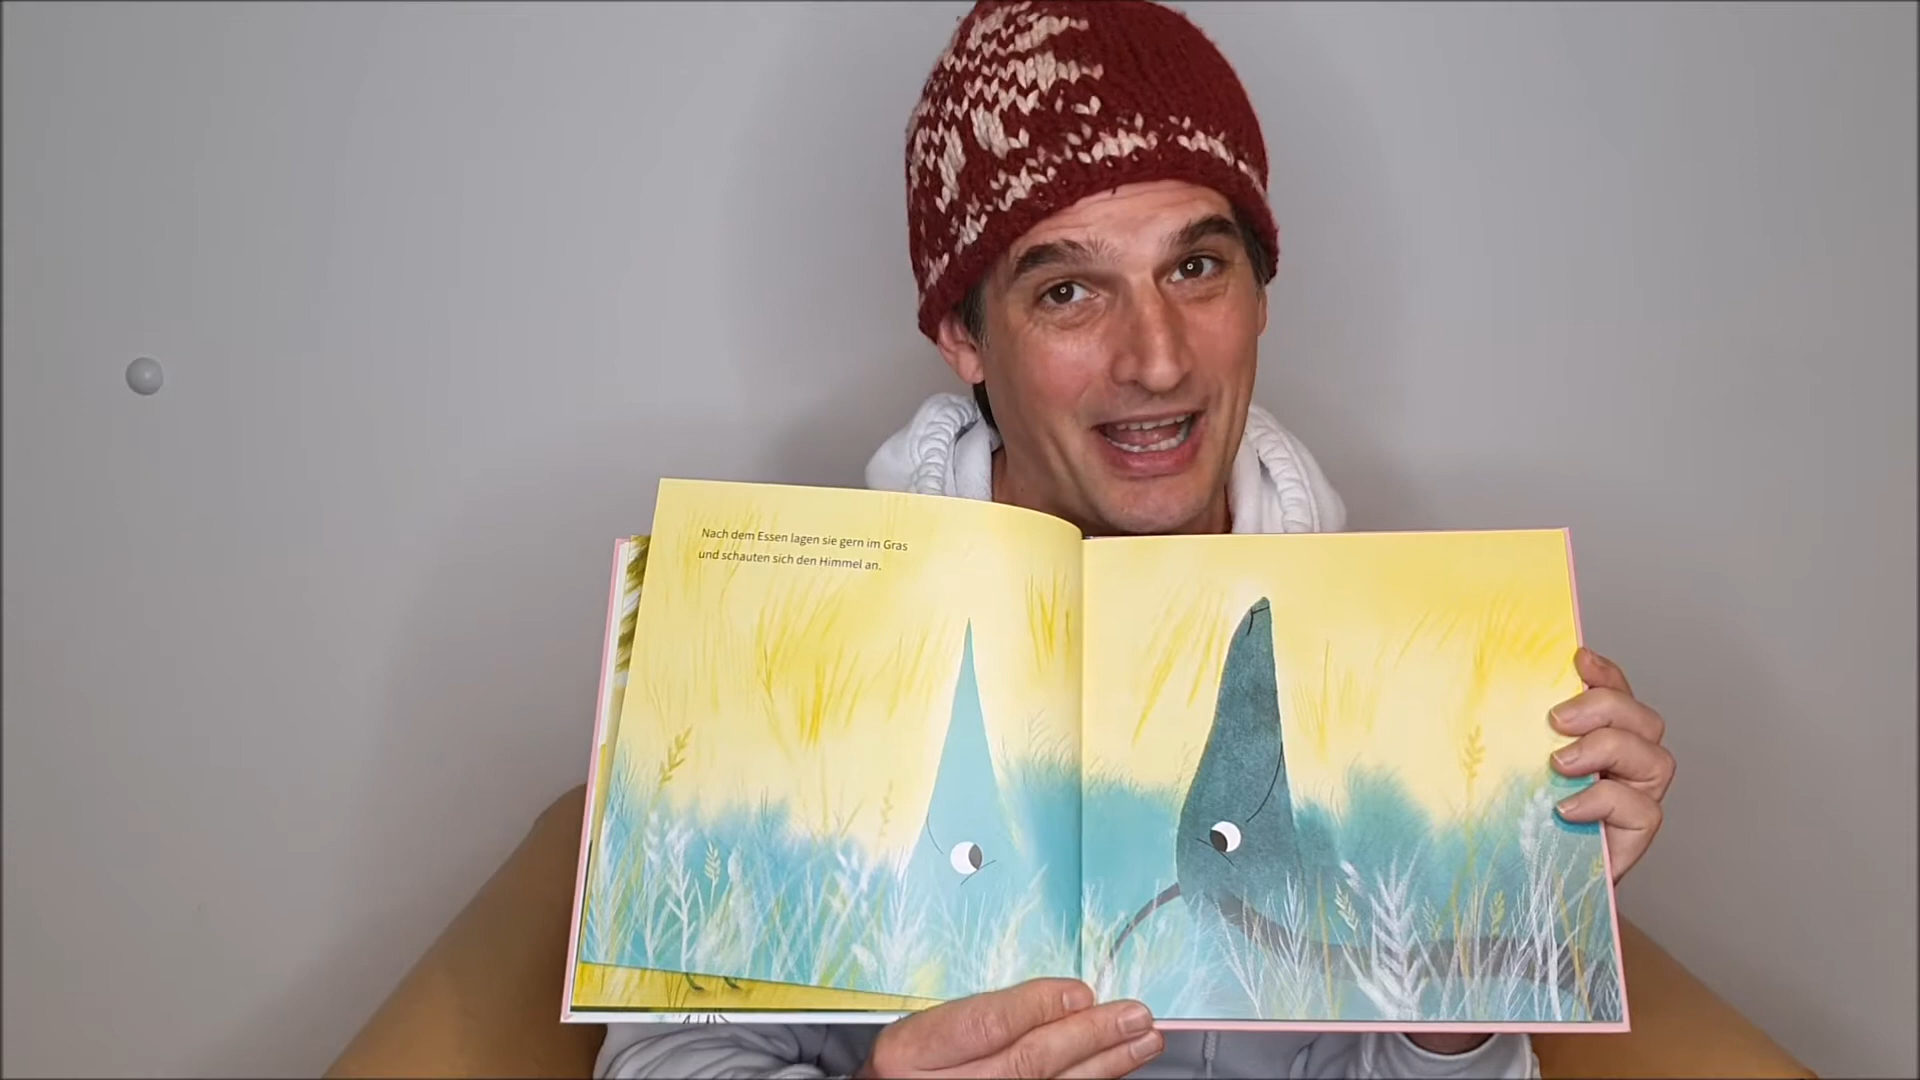 Nach dem Essen lagen sie gern im Gras
und schauten sich den Himmel an.